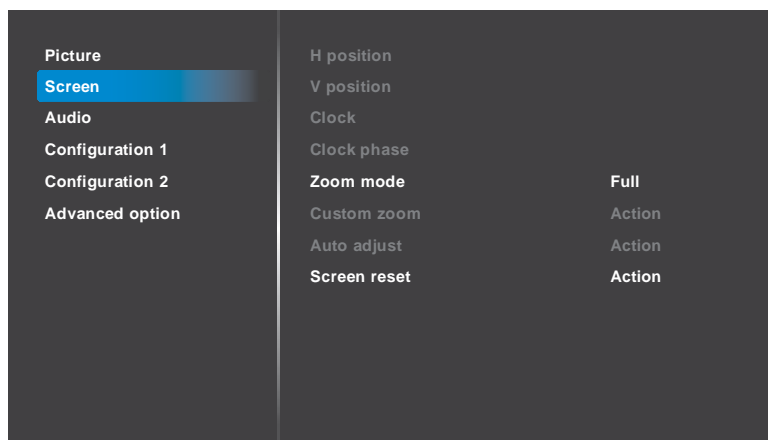 Picture
Screen
Audio
Configuration 1
Configuration 2
Advanced option
H position
V position
Clock
Clock phase
Zoom mode Full
Custom zoom Action
Auto adjust Action
Screen reset Action